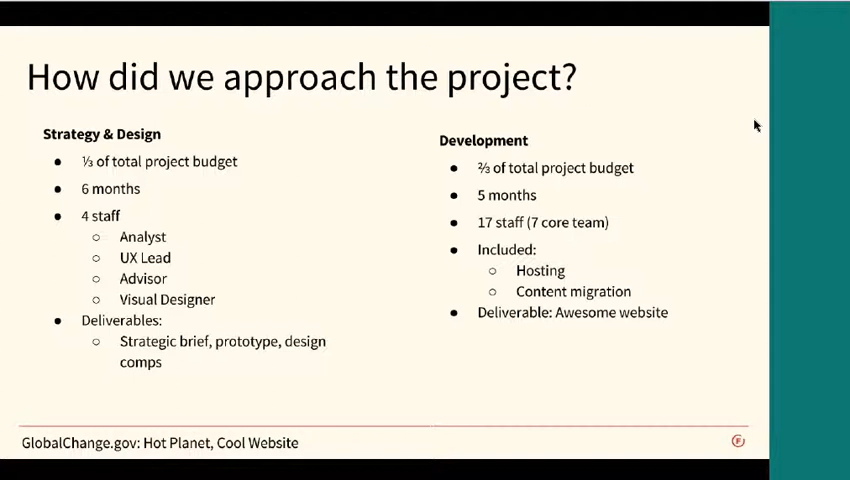 How did we approach the project?
Strategy & Design
● ⅓ of total project budget
● 6 months
● 4 staff
○ Analyst
○ UX Lead
○ Advisor
○ Visual Designer
● Deliverables:
○ Strategic brief, prototype, design
comps
Development
● ⅔ of total project budget
● 5 months
● 17 staff (7 core team)
● Included:
○ Hosting
○ Content migration
● Deliverable: Awesome website
GlobalChange.gov: Hot Planet, Cool Website
F